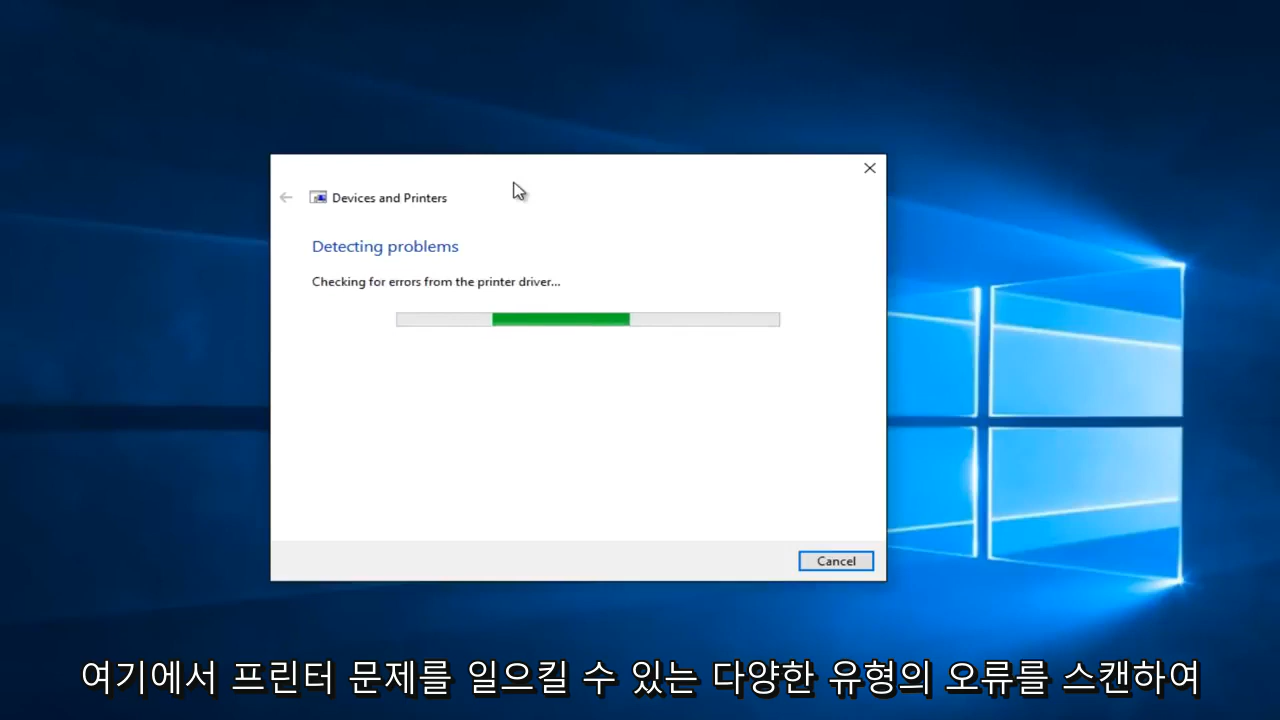 Devices and Printers
Detecting problems
Checking for errors from the printer driver...
Cancel
여기에서 프린터 문제를 일으킬 수 있는 다양한 유형의 오류를 스캔하여